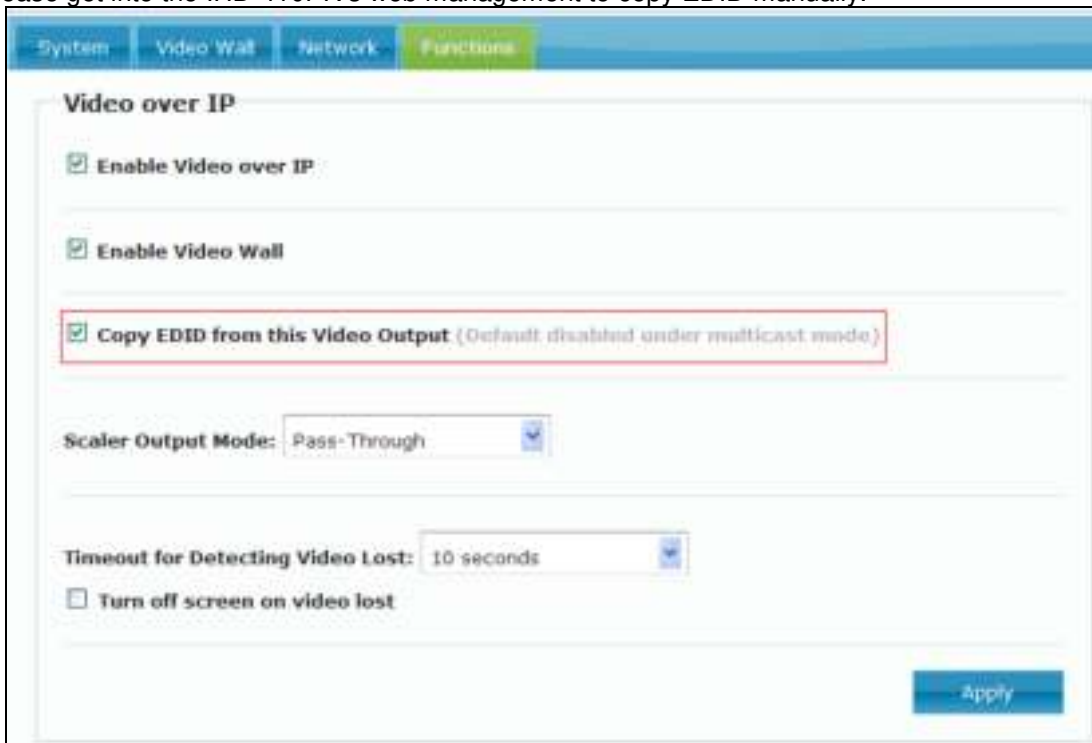 System Video Wall Network Functions
Video over IP
Enable Video over IP
Enable Video Wall
Copy EDID from this Video Output (Default disabled under multicast mode)
Scaler Output Mode: Pass-Through
Timeout for Detecting Video Lost: 10 seconds
Turn off screen on video lost
Apply